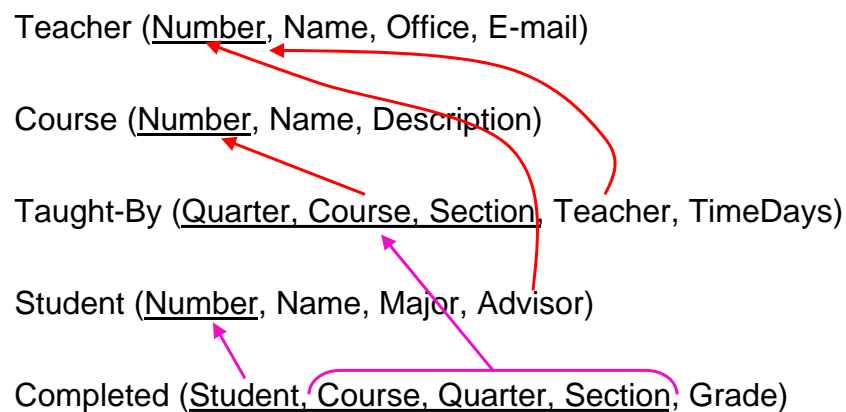 Teacher (Number, Name, Office, E-mail)
Course (Number, Name, Description)
Taught-By (Quarter, Course, Section, Teacher, TimeDays)
Student (Number, Name, Major, Advisor)
Completed (Student, Course, Quarter, Section, Grade)